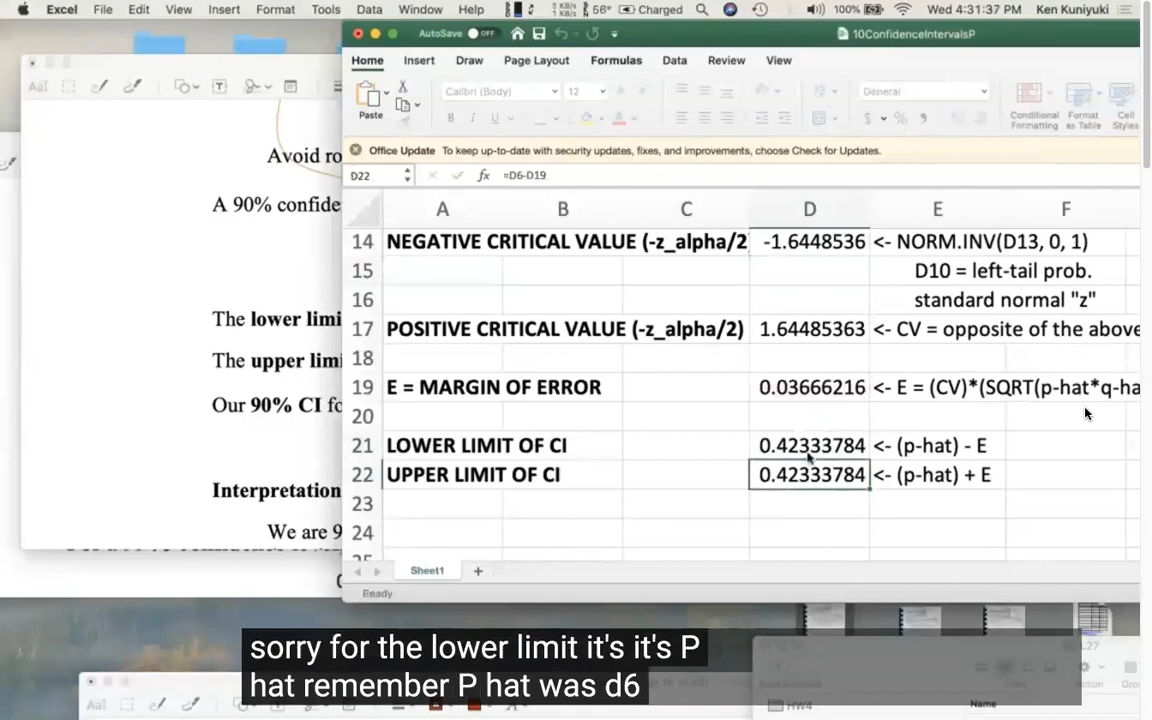 Excel File Edit View Insert Format Tools Data Window Help 56° Charged 100% Wed 4:31:37 PM Ken Kuniyuki
AutoSave OFF 10ConfidenceIntervalsP
Home Insert Draw Page Layout Formulas Data Review View
Paste Calibri (Body) 12 General
B I U $ % Conditional Formatting Format as Table Cell Styles
Office Update To keep up-to-date with security updates, fixes, and improvements, choose Check for Updates.
D22 fx =D6-D19
A B C D E F
14 NEGATIVE CRITICAL VALUE (-z_alpha/2 -1.6448536 <- NORM.INV(D13, 0, 1)
15 D10 = left-tail prob.
16 standard normal "z"
17 POSITIVE CRITICAL VALUE (-z_alpha/2) 1.64485363 <- CV = opposite of the above
18
19 E = MARGIN OF ERROR 0.03666216 <- E = (CV)*(SQRT(p-hat*q-ha
20
21 LOWER LIMIT OF CI 0.42333784 <- (p-hat) - E
22 UPPER LIMIT OF CI 0.42333784 <- (p-hat) + E
23
24
25
Sheet1 +
Ready
AaI T
Avoid ro
A 90% confide
The lower limi
The upper limi
Our 90% CI fo
Interpretation
We are 9
sorry for the lower limit it's it's P
hat remember P hat was d6
AaI T
Name
HW4